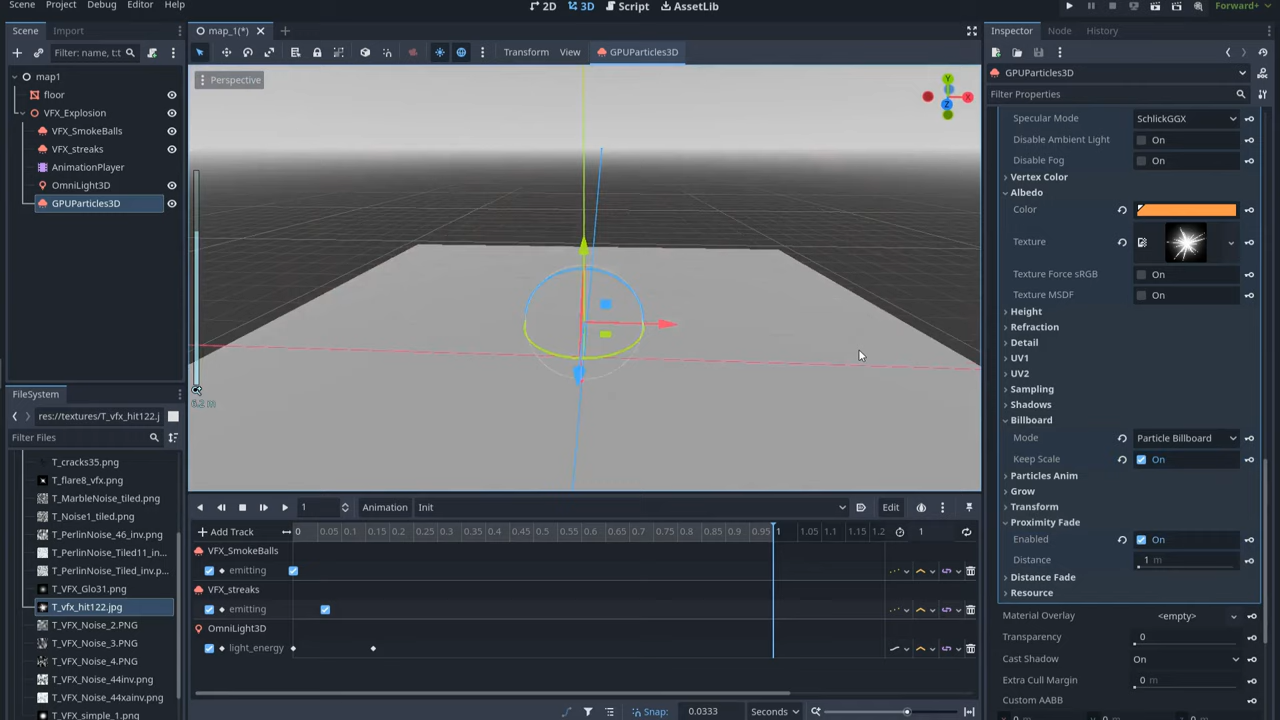 Scene Project Debug Editor Help
2D 3D Script AssetLib
Forward+
Scene Import
Filter: name, t:t
map1
floor
VFX_Explosion
VFX_SmokeBalls
VFX_streaks
AnimationPlayer
OmniLight3D
GPUParticles3D
FileSystem
res://textures/T_vfx_hit122.j
Filter Files
T_cracks35.png
T_flare8_vfx.png
T_MarbleNoise_tiled.png
T_Noise1_tiled.png
T_PerlinNoise_46_inv.png
T_PerlinNoise_Tiled11_in...
T_PerlinNoise_Tiled_inv.p...
T_VFX_Glo31.png
T_vfx_hit122.jpg
T_VFX_Noise_2.PNG
T_VFX_Noise_3.PNG
T_VFX_Noise_4.PNG
T_VFX_Noise_44inv.png
T_VFX_Noise_44xainv.png
T_VFX_simple_1.png
map_1(*)
Transform View GPUParticles3D
Perspective
Y
X
Z
6.2 m
1 Animation Init Edit
Add Track 0 0.05 0.1 0.15 0.2 0.25 0.3 0.35 0.4 0.45 0.5 0.55 0.6 0.65 0.7 0.75 0.8 0.85 0.9 0.95 1 1.05 1.1 1.15 1.2 1
VFX_SmokeBalls
emitting
VFX_streaks
emitting
OmniLight3D
light_energy
Snap: 0.0333 Seconds
Inspector Node History
GPUParticles3D
Filter Properties
Specular Mode SchlickGGX
Disable Ambient Light On
Disable Fog On
Vertex Color
Albedo
Color
Texture
Texture Force sRGB On
Texture MSDF On
Height
Refraction
Detail
UV1
UV2
Sampling
Shadows
Billboard
Mode Particle Billboard
Keep Scale On
Particles Anim
Grow
Transform
Proximity Fade
Enabled On
Distance 1 m
Distance Fade
Resource
Material Overlay <empty>
Transparency 0
Cast Shadow On
Extra Cull Margin 0 m
Custom AABB